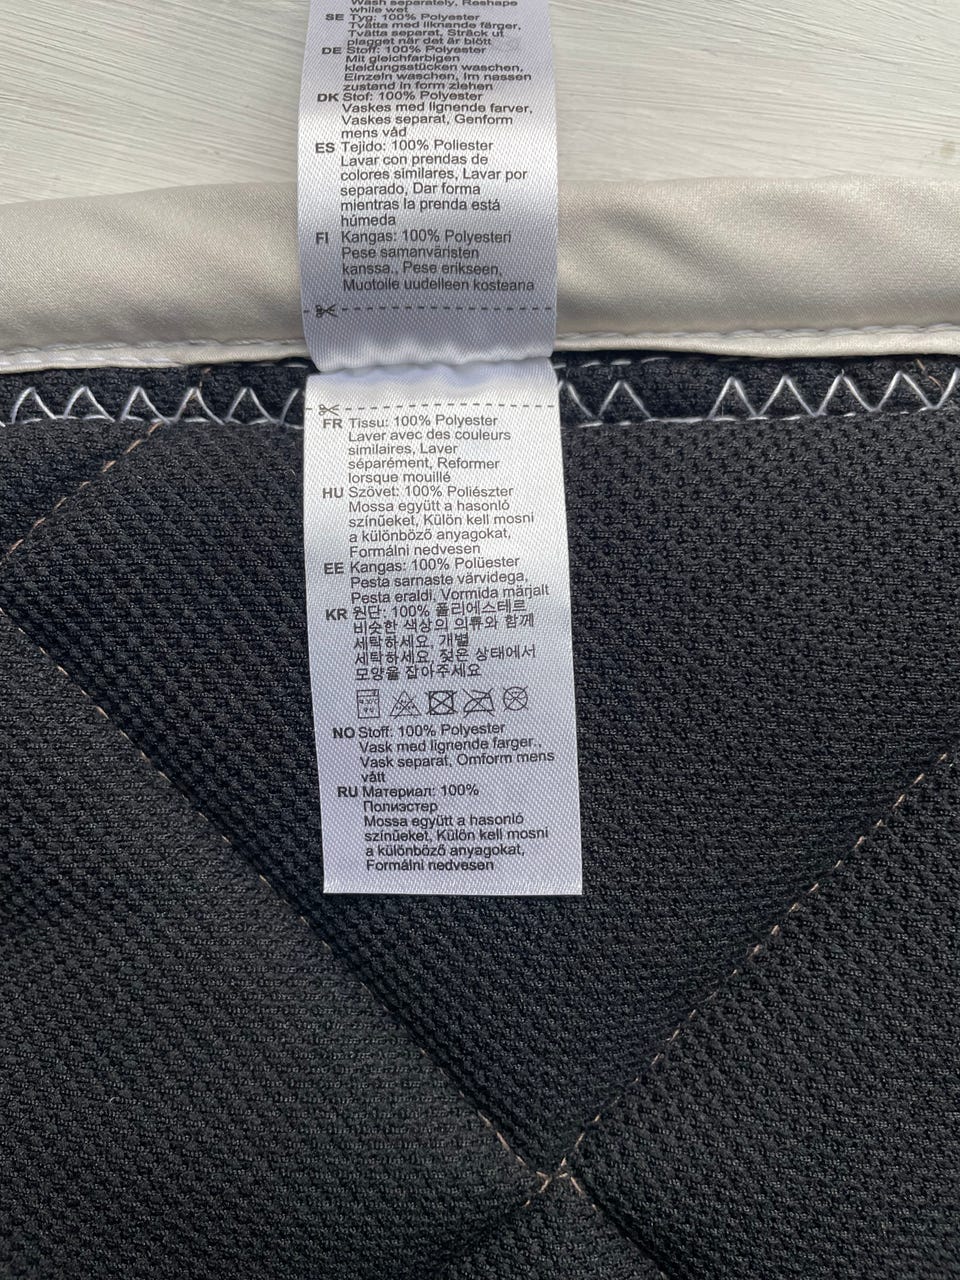 Wash separately, Reshape
while wet
SE Tyg: 100% Polyester
Tvätta med liknande färger,
Tvätta separat, Sträck ut
plagget när det är blött
DE Stoff: 100% Polyester
Mit gleichfarbigen
kleidungsstücken waschen,
Einzeln waschen, Im nassen
zustand in form ziehen
DK Stof: 100% Polyester
Vaskes med lignende farver,
Vaskes separat, Genform
mens våd
ES Tejido: 100% Poliester
Lavar con prendas de
colores similares, Lavar por
separado, Dar forma
mientras la prenda está
húmeda
FI Kangas: 100% Polyesteri
Pese samanväristen
kanssa., Pese erikseen,
Muotoile uudelleen kosteana
FR Tissu: 100% Polyester
Laver avec des couleurs
similaires, Laver
séparément, Reformer
lorsque mouillé
HU Szövet: 100% Poliészter
Mossa együtt a hasonló
színűeket, Külön kell mosni
a különböző anyagokat,
Formálni nedvesen
EE Kangas: 100% Polüester
Pesta sarnaste värvidega,
Pesta eraldi, Vormida märjalt
KR 원단: 100% 폴리에스테르
비슷한 색상의 의류와 함께
세탁하세요, 개별
세탁하세요, 젖은 상태에서
모양을 잡아주세요
NO Stoff: 100% Polyester
Vask med lignende farger.,
Vask separat, Omform mens
vått
RU Материал: 100%
Полиэстер
Mossa együtt a hasonló
színűeket, Külön kell mosni
a különböző anyagokat,
Formálni nedvesen